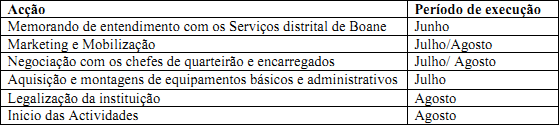 Acção Período de execução
Memorando de entendimento com os Serviços distrital de Boane Junho
Marketing e Mobilização Julho/Agosto
Negociação com os chefes de quarteirão e encarregados Julho/ Agosto
Aquisição e montagens de equipamentos básicos e administrativos Julho
Legalização da instituição Agosto
Inicio das Actividades Agosto